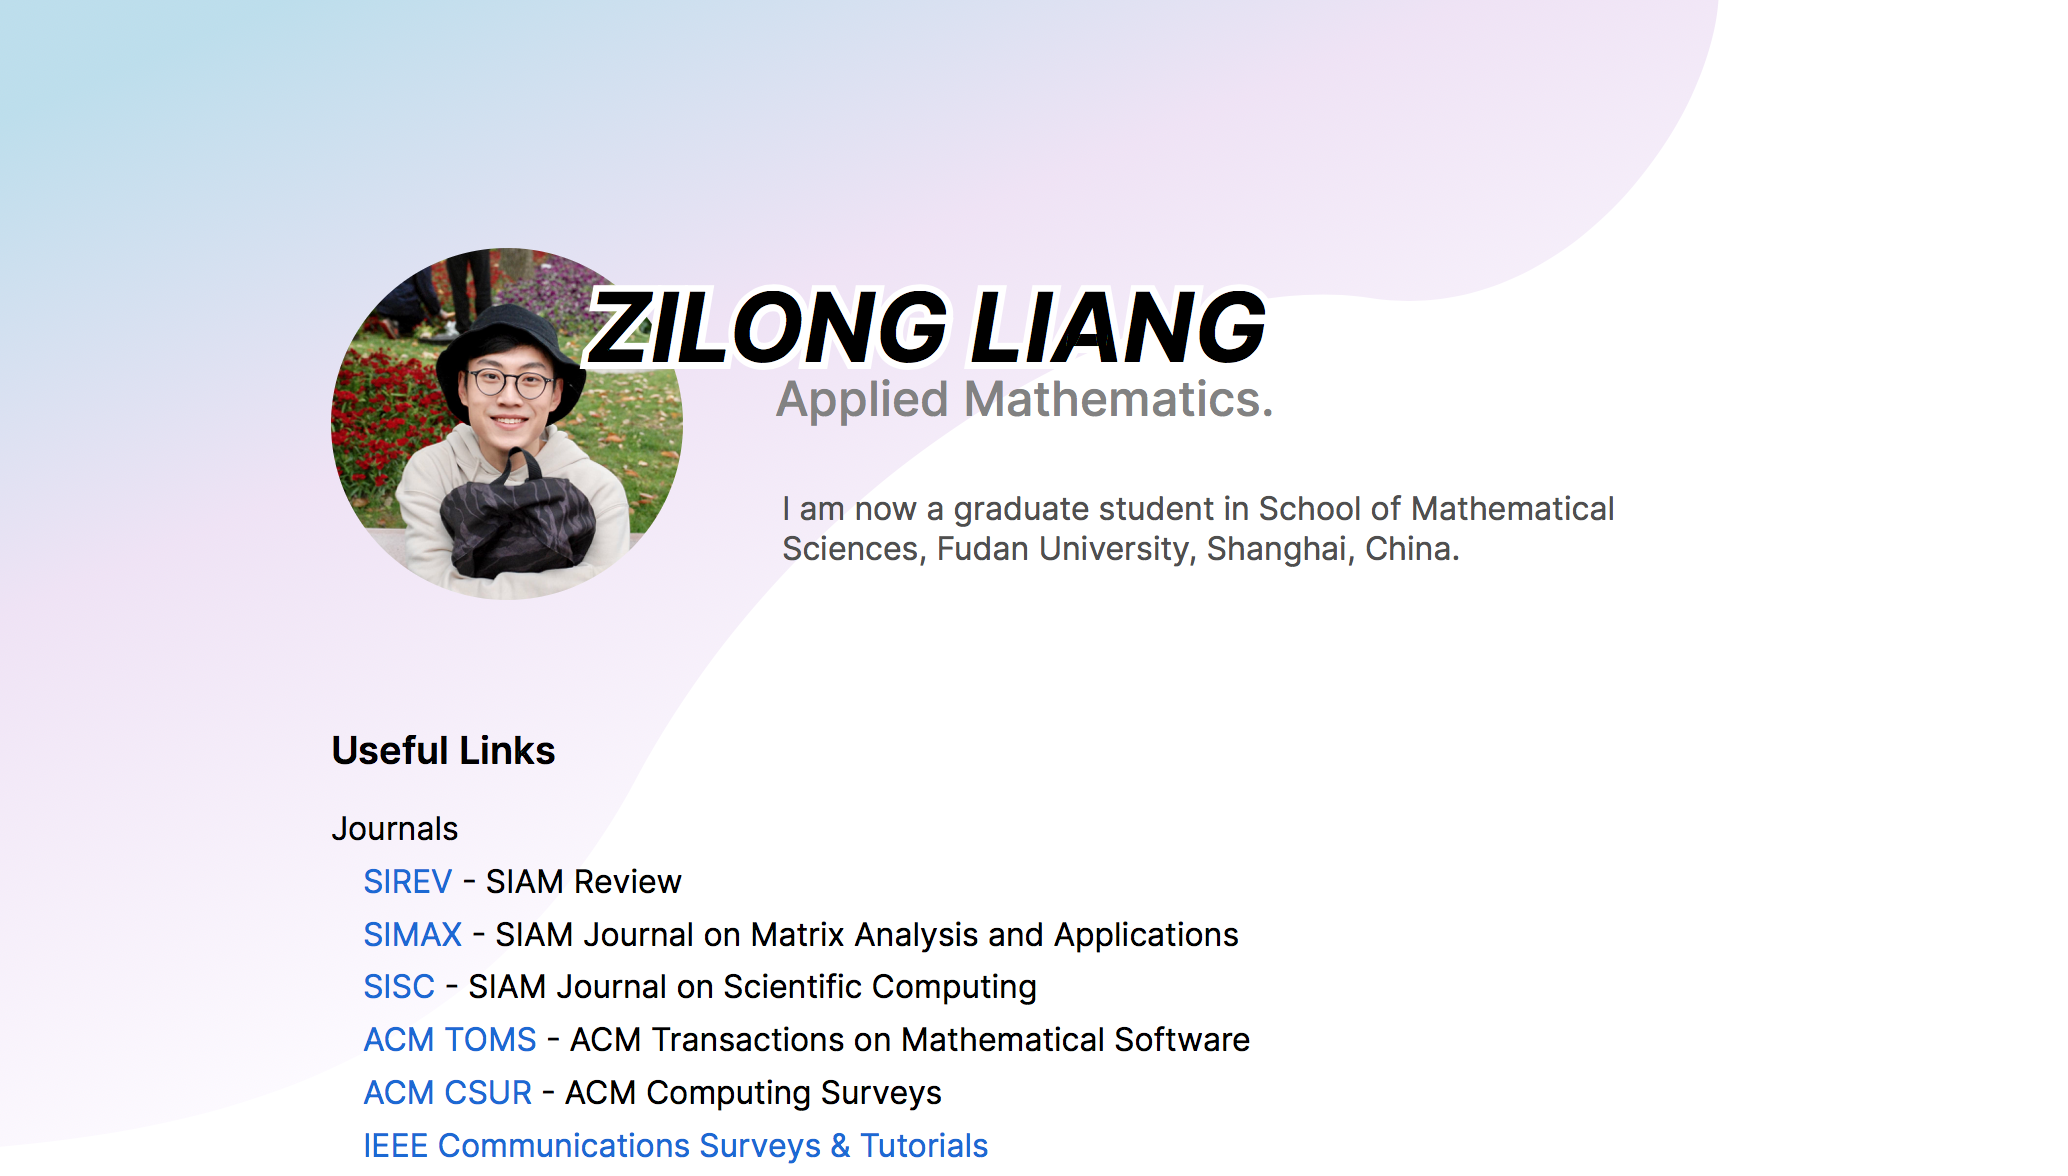 ZILONG LIANG
Applied Mathematics.
I am now a graduate student in School of Mathematical
Sciences, Fudan University, Shanghai, China.
Useful Links
Journals
SIREV - SIAM Review
SIMAX - SIAM Journal on Matrix Analysis and Applications
SISC - SIAM Journal on Scientific Computing
ACM TOMS - ACM Transactions on Mathematical Software
ACM CSUR - ACM Computing Surveys
IEEE Communications Surveys & Tutorials